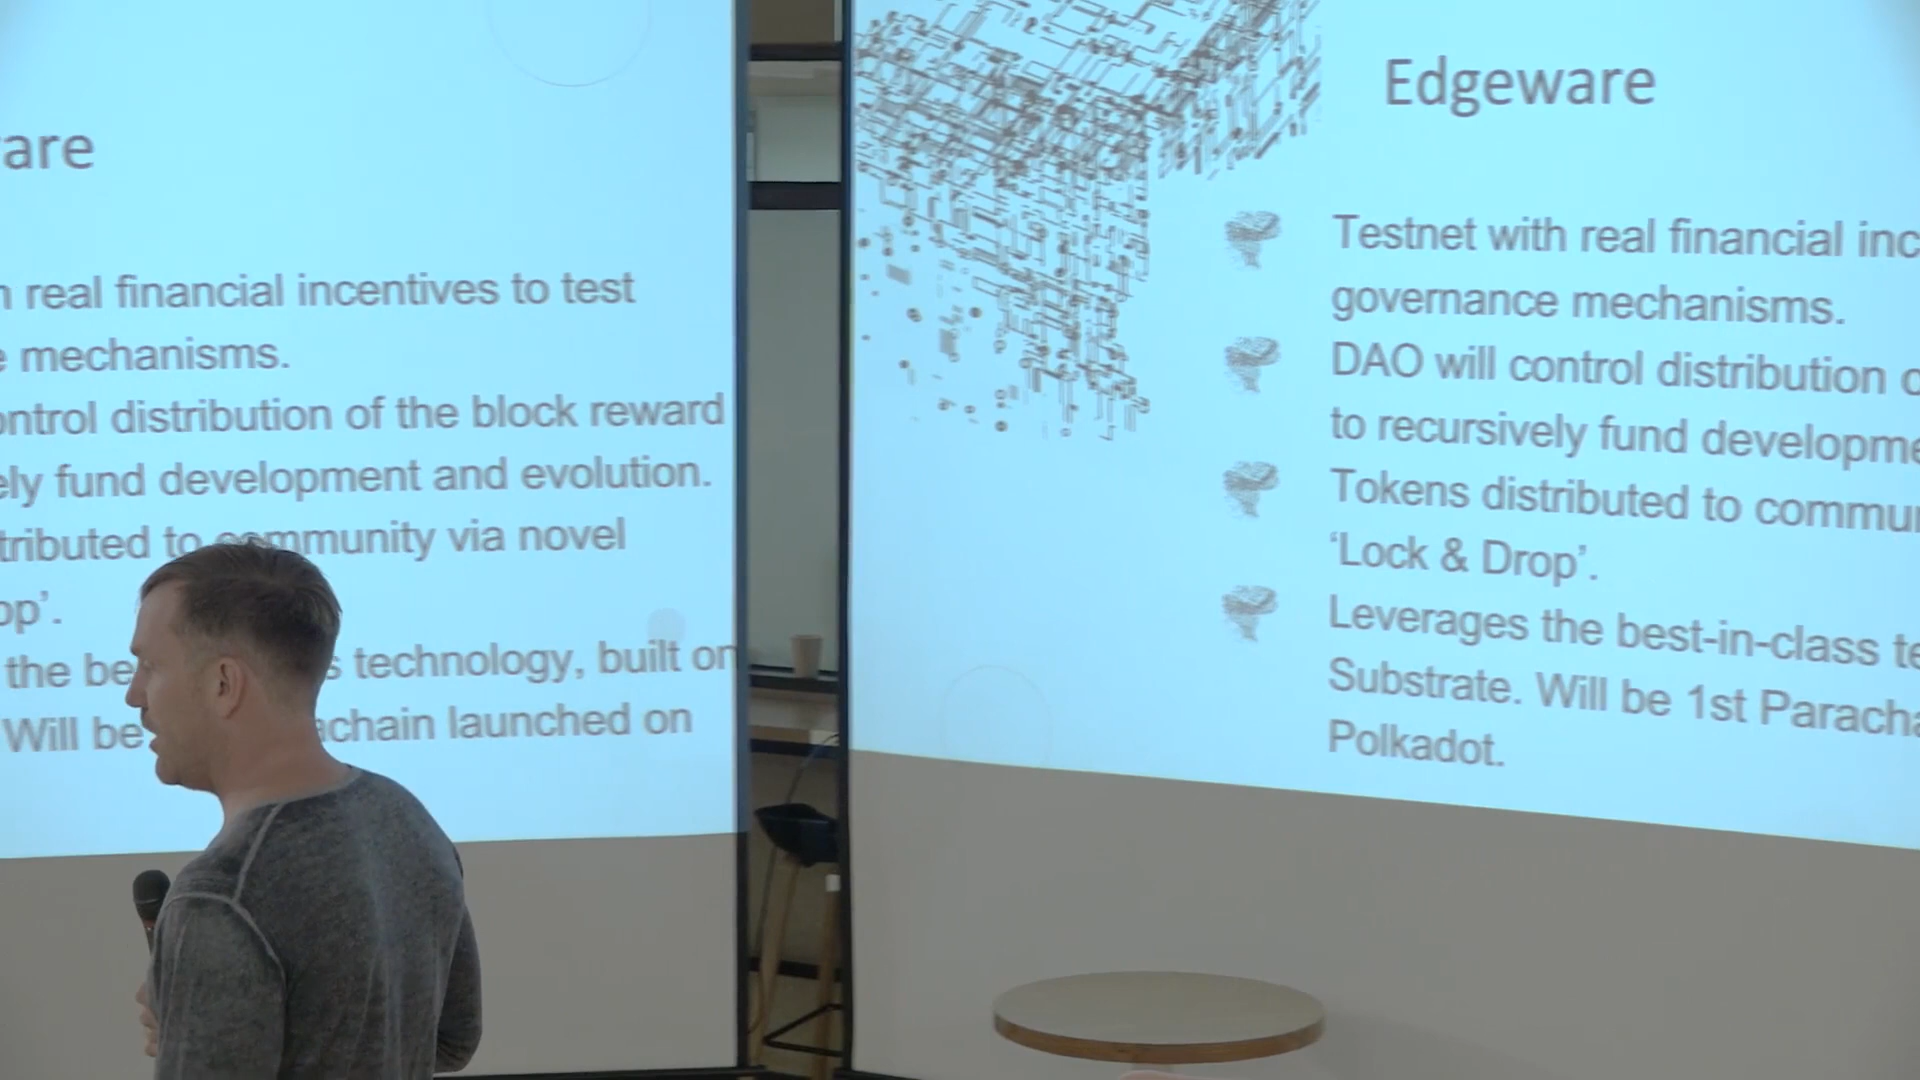 are
real financial incentives to test
mechanisms.
ontrol distribution of the block reward
ely fund development and evolution.
tributed to community via novel
op’.
the be s technology, built on
Will be achain launched on
Edgeware
Testnet with real financial inc
governance mechanisms.
DAO will control distribution o
to recursively fund developme
Tokens distributed to commu
‘Lock & Drop’.
Leverages the best-in-class te
Substrate. Will be 1st Paracha
Polkadot.